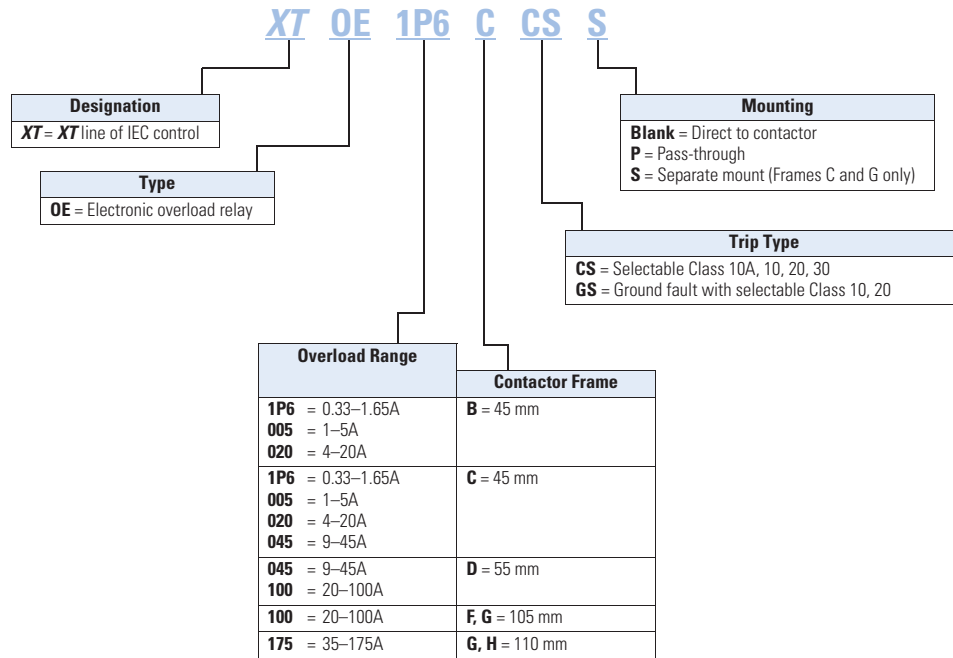 XT OE 1P6 C CS S
Designation
XT = XT line of IEC control
Type
OE = Electronic overload relay
Mounting
Blank = Direct to contactor
P = Pass-through
S = Separate mount (Frames C and G only)
Trip Type
CS = Selectable Class 10A, 10, 20, 30
GS = Ground fault with selectable Class 10, 20
Overload Range
Contactor Frame
1P6 = 0.33–1.65A B = 45 mm
005 = 1–5A
020 = 4–20A
1P6 = 0.33–1.65A C = 45 mm
005 = 1–5A
020 = 4–20A
045 = 9–45A
045 = 9–45A D = 55 mm
100 = 20–100A
100 = 20–100A F, G = 105 mm
175 = 35–175A G, H = 110 mm